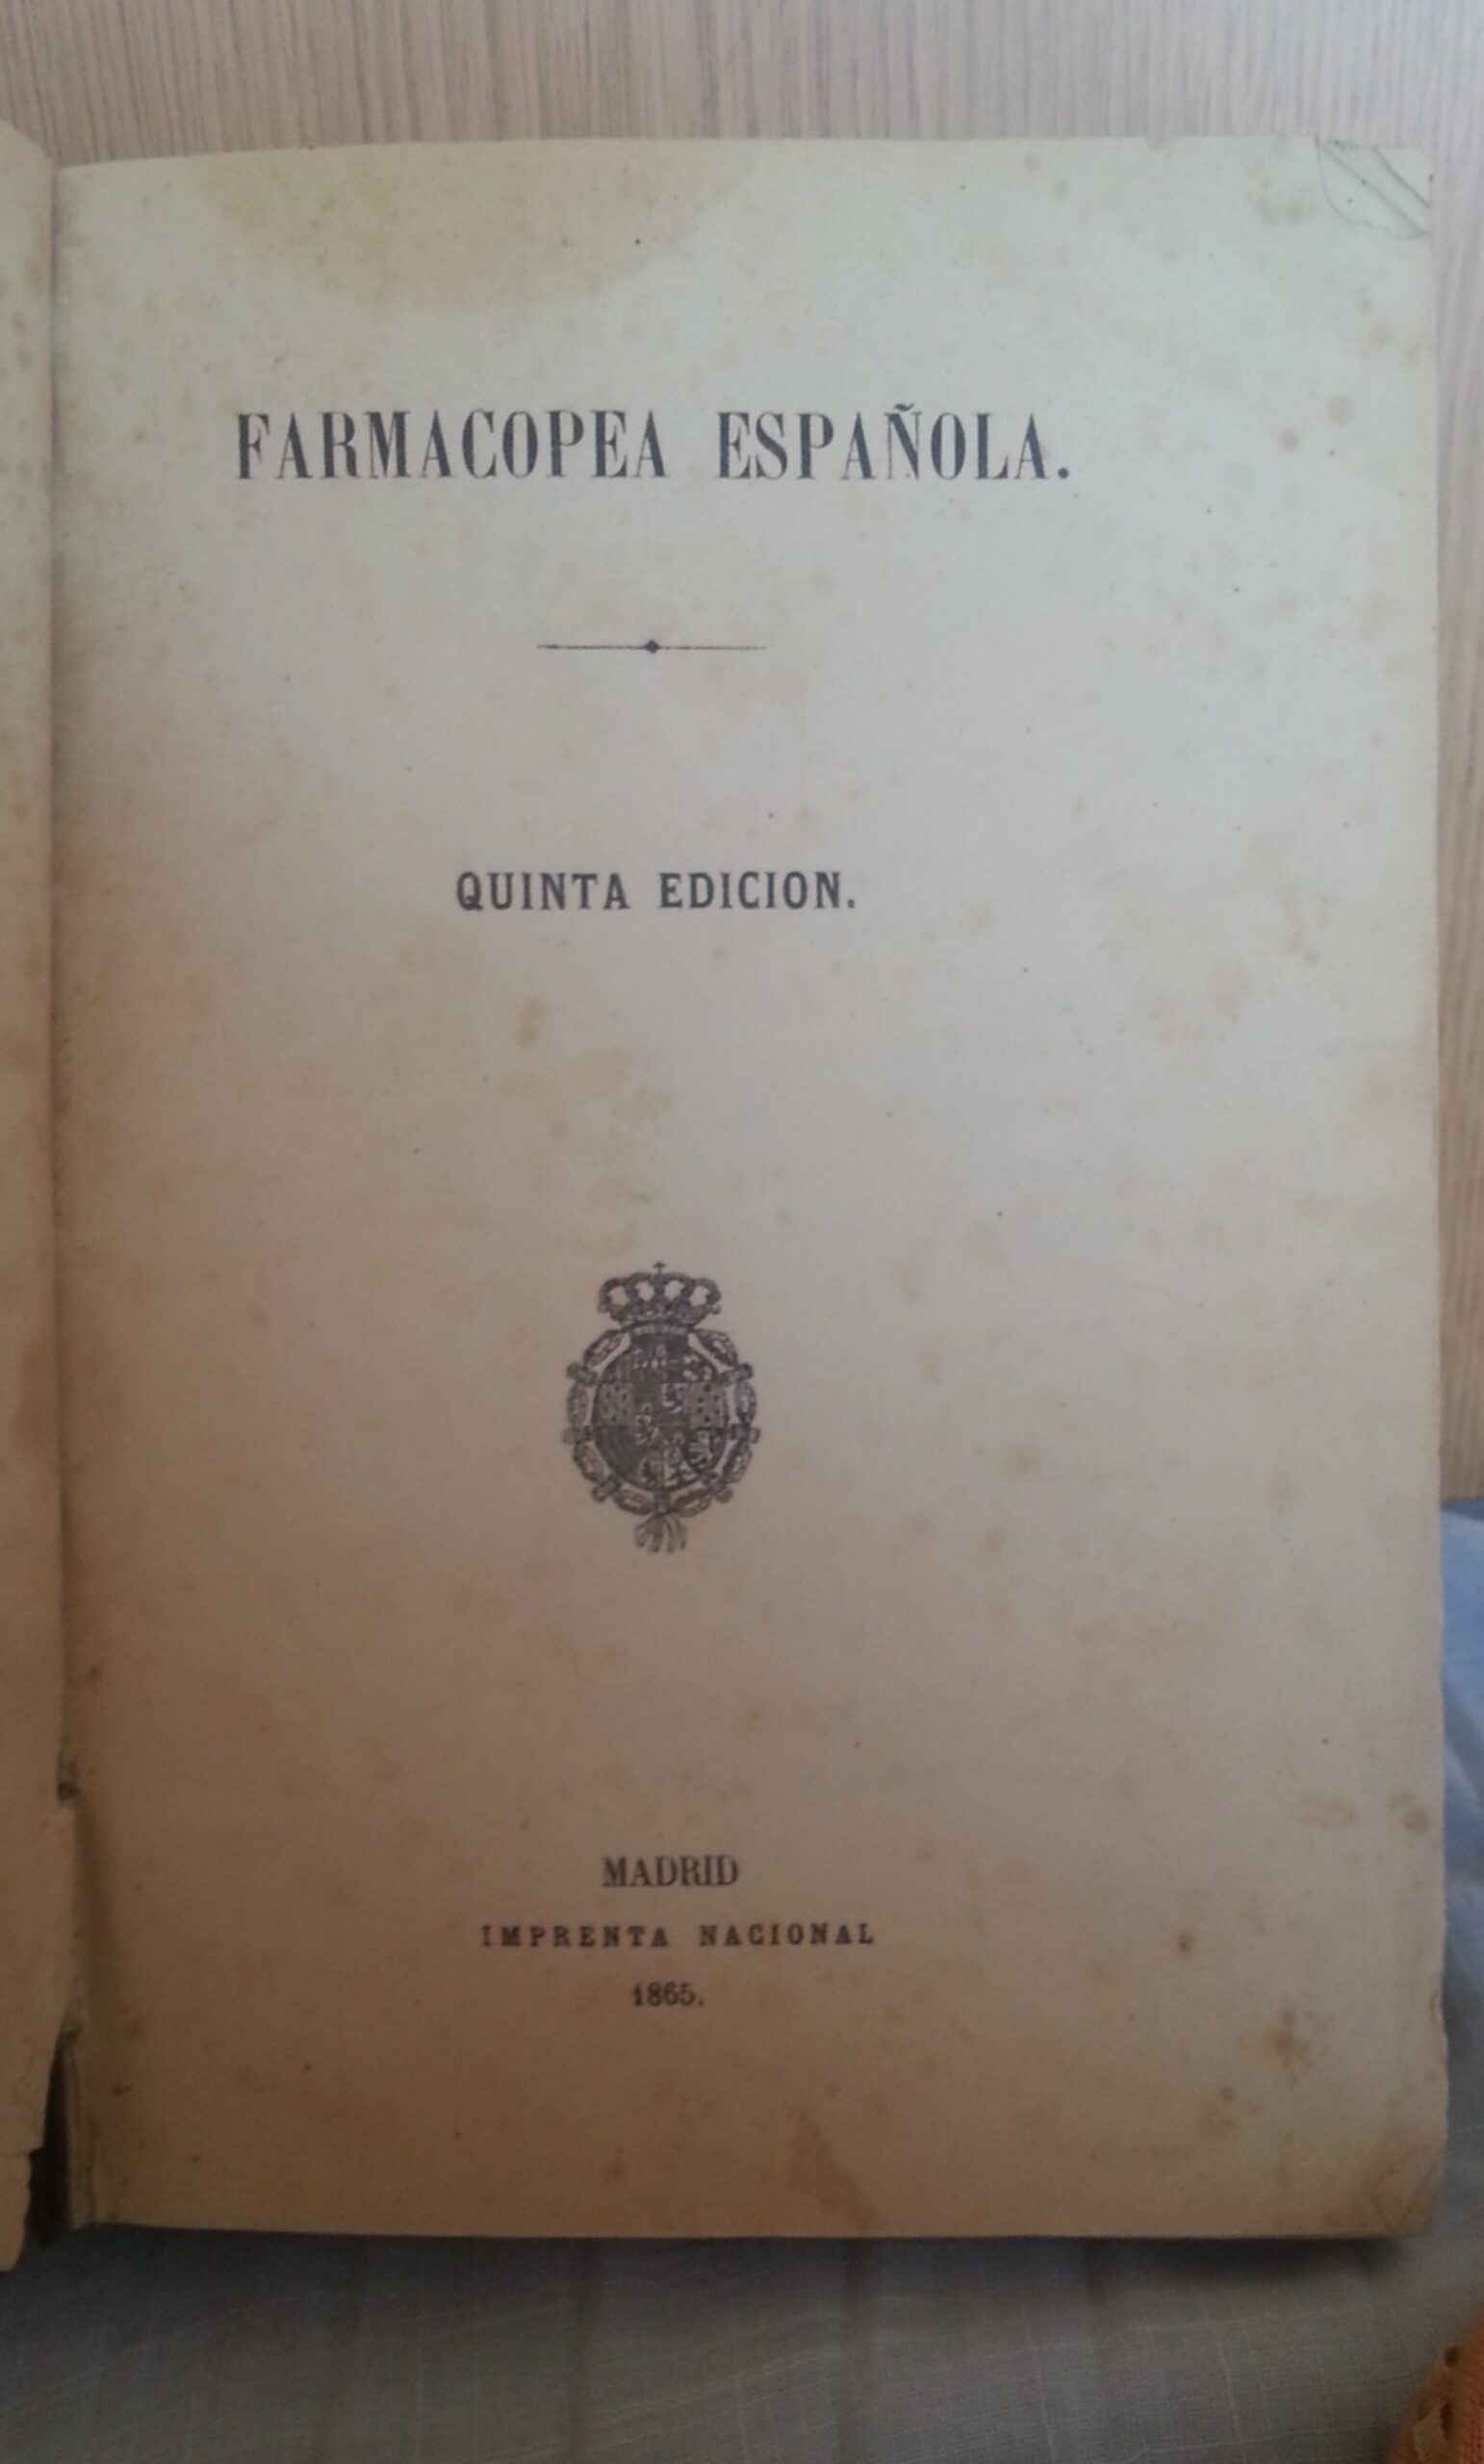 FARMACOPEA ESPAÑOLA.
QUINTA EDICION.
MADRID
IMPRENTA NACIONAL
1865.